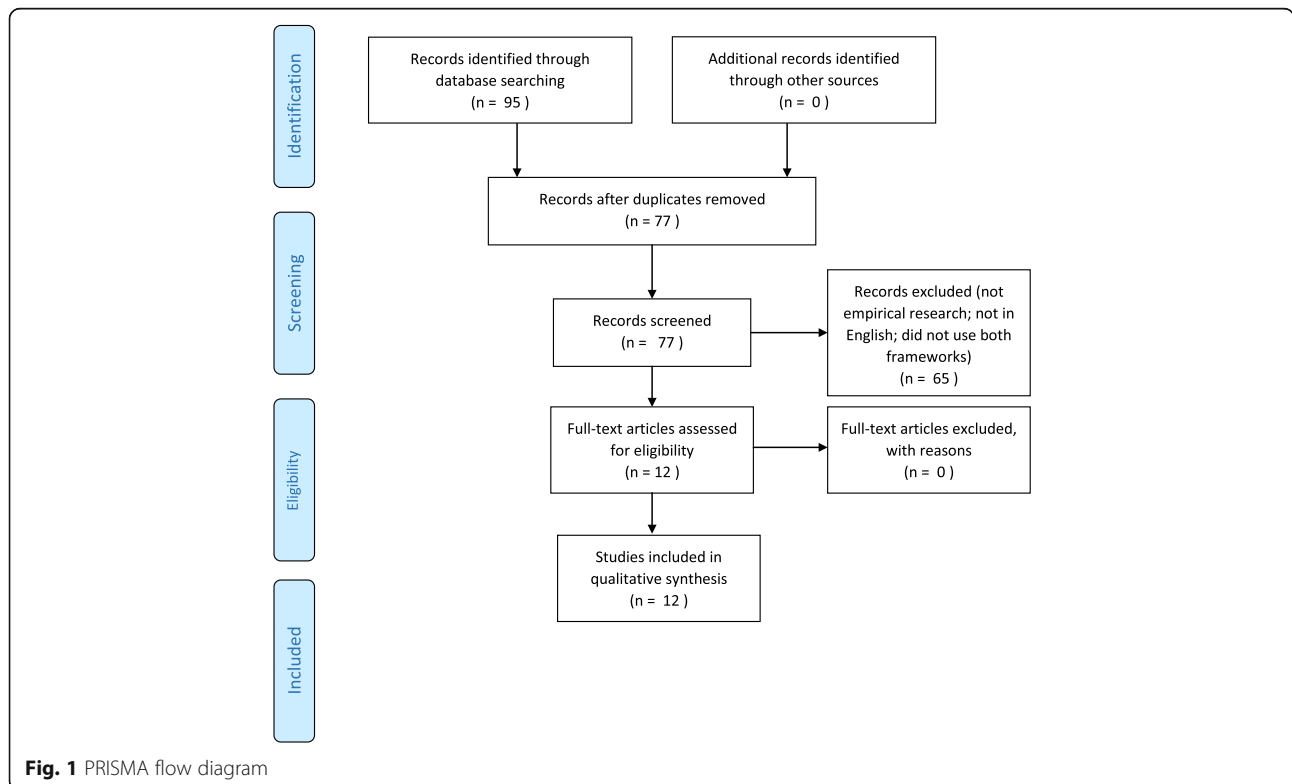 Identification
Records identified through
database searching
(n = 95 )
Additional records identified
through other sources
(n = 0 )
Records after duplicates removed
(n = 77 )
Screening
Records screened
(n = 77 )
Records excluded (not
empirical research; not in
English; did not use both
frameworks)
(n = 65 )
Eligibility
Full-text articles assessed
for eligibility
(n = 12 )
Full-text articles excluded,
with reasons
(n = 0 )
Included
Studies included in
qualitative synthesis
(n = 12 )
Fig. 1 PRISMA flow diagram